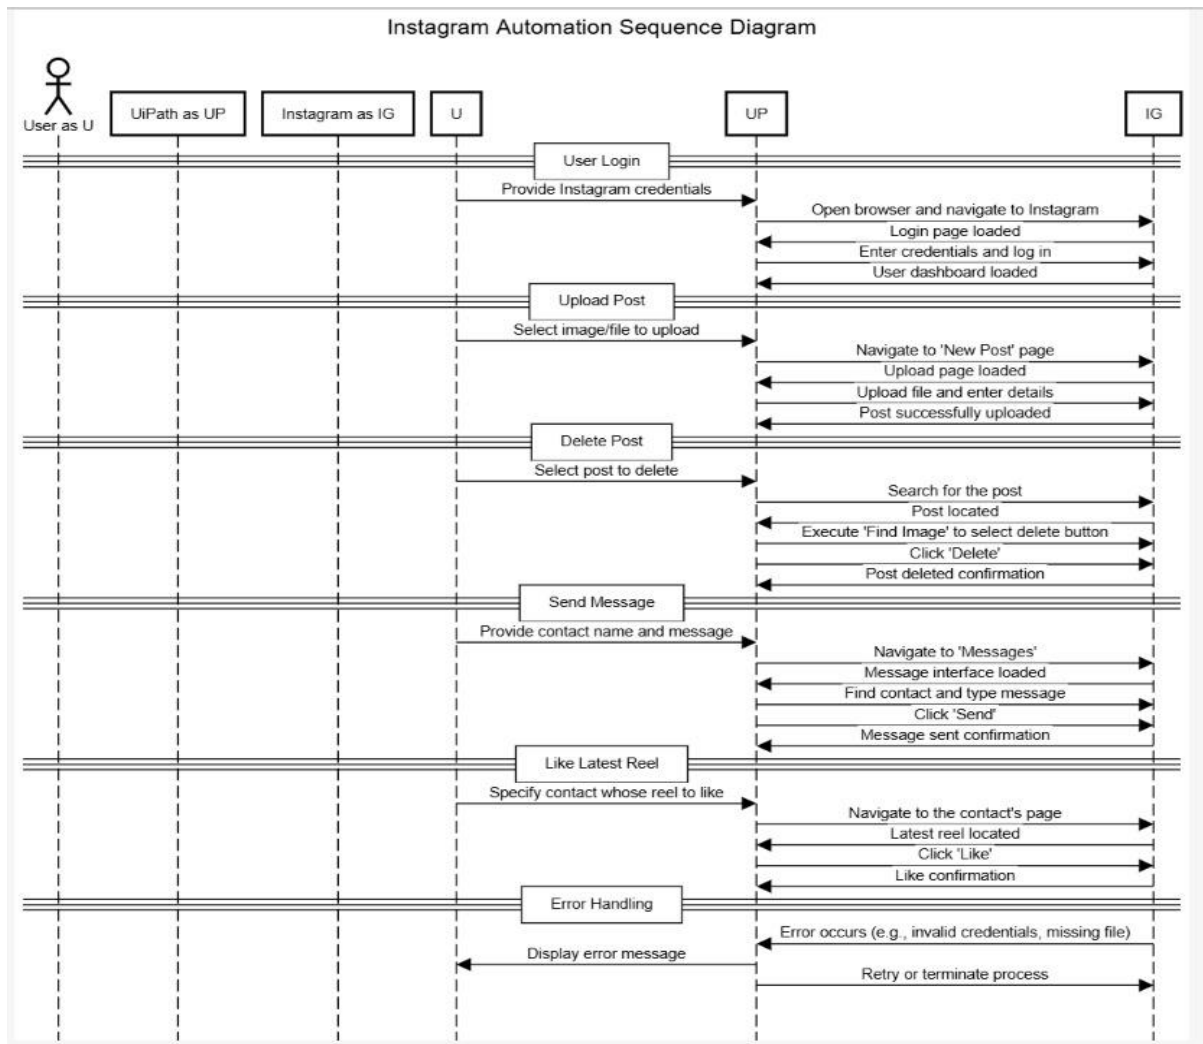 Instagram Automation Sequence Diagram
User as U
UiPath as UP
Instagram as IG
U
UP
IG
User Login
Provide Instagram credentials
Open browser and navigate to Instagram
Login page loaded
Enter credentials and log in
User dashboard loaded
Upload Post
Select image/file to upload
Navigate to 'New Post' page
Upload page loaded
Upload file and enter details
Post successfully uploaded
Delete Post
Select post to delete
Search for the post
Post located
Execute 'Find Image' to select delete button
Click 'Delete'
Post deleted confirmation
Send Message
Provide contact name and message
Navigate to 'Messages'
Message interface loaded
Find contact and type message
Click 'Send'
Message sent confirmation
Like Latest Reel
Specify contact whose reel to like
Navigate to the contact's page
Latest reel located
Click 'Like'
Like confirmation
Error Handling
Error occurs (e.g., invalid credentials, missing file)
Display error message
Retry or terminate process